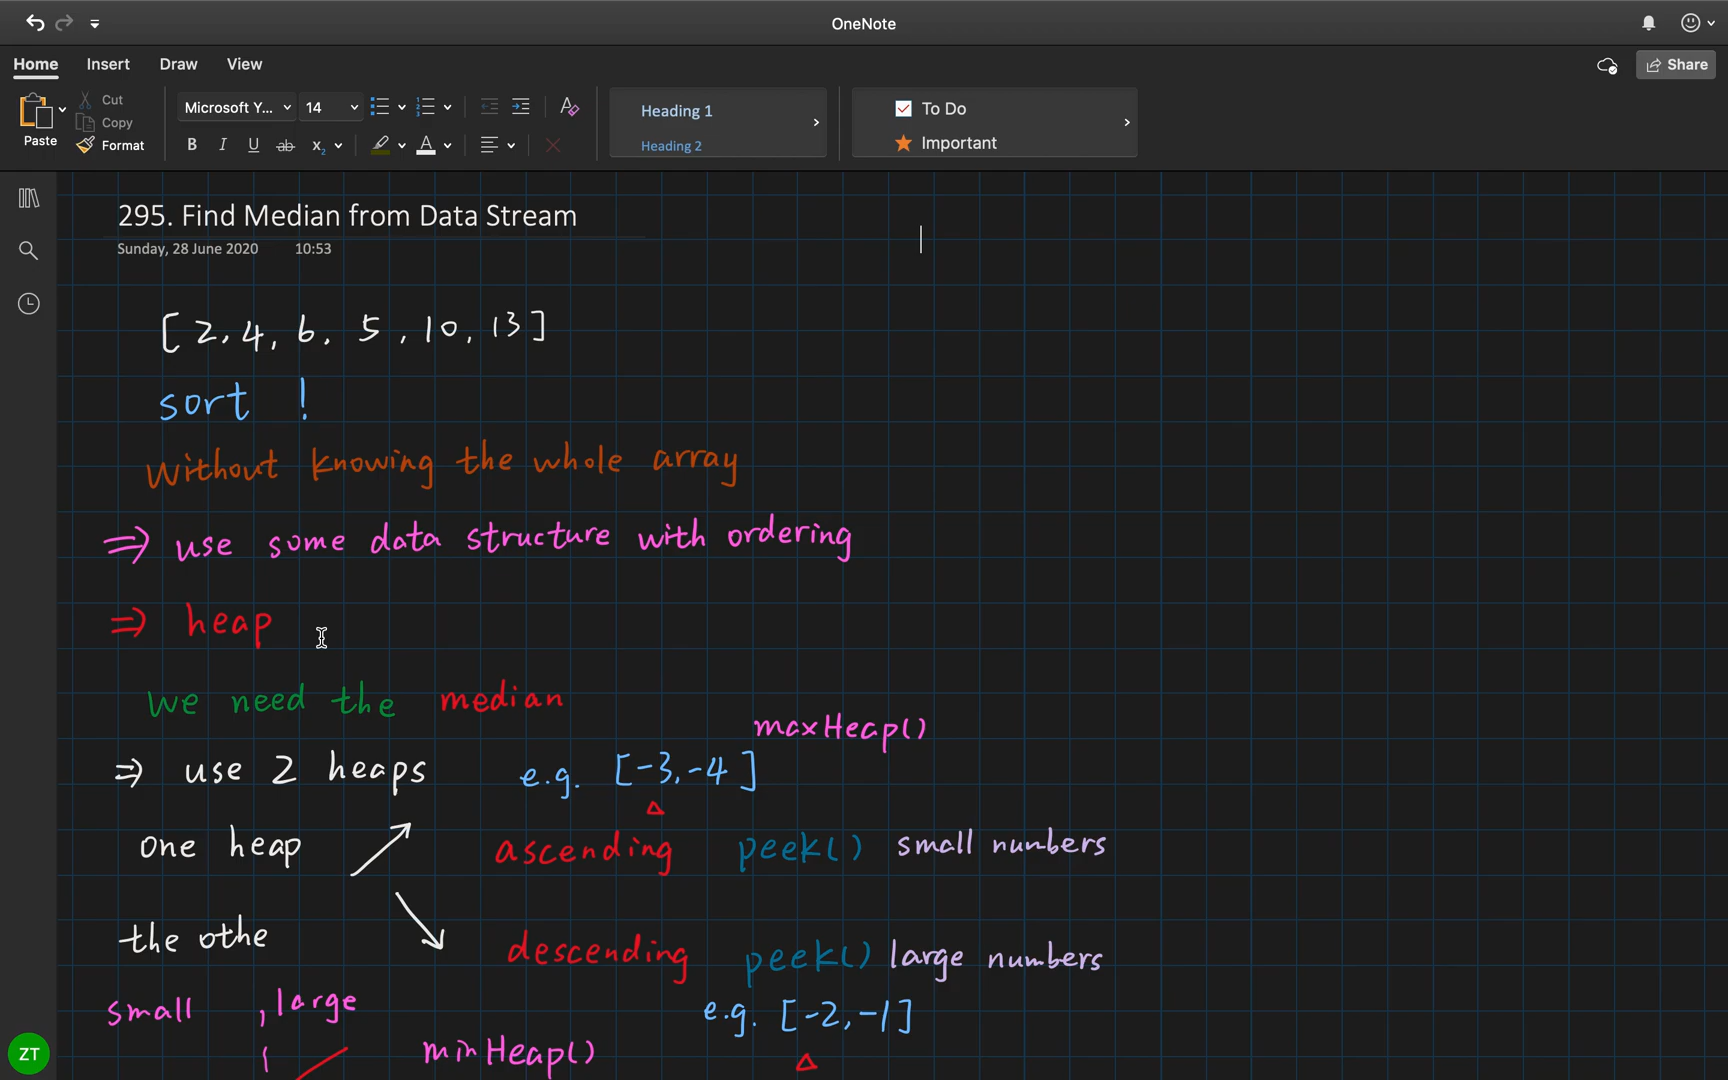 OneNote
Home Insert Draw View
Share
Paste
Cut
Copy
Format
Microsoft Y... 14
B I U ab x₂ A
Heading 1
Heading 2
To Do
Important
295. Find Median from Data Stream
Sunday, 28 June 2020 10:53
[ 2, 4, 6, 5, 10, 13 ]
sort !
Without knowing the whole array
⇒ use some data structure with ordering
⇒ heap
We need the median
maxHeap()
⇒ use 2 heaps e.g. [-3, -4]
one heap ascending peek() small numbers
the othe descending peek() large numbers
small , large e.g. [-2, -1]
minHeap()
ZT